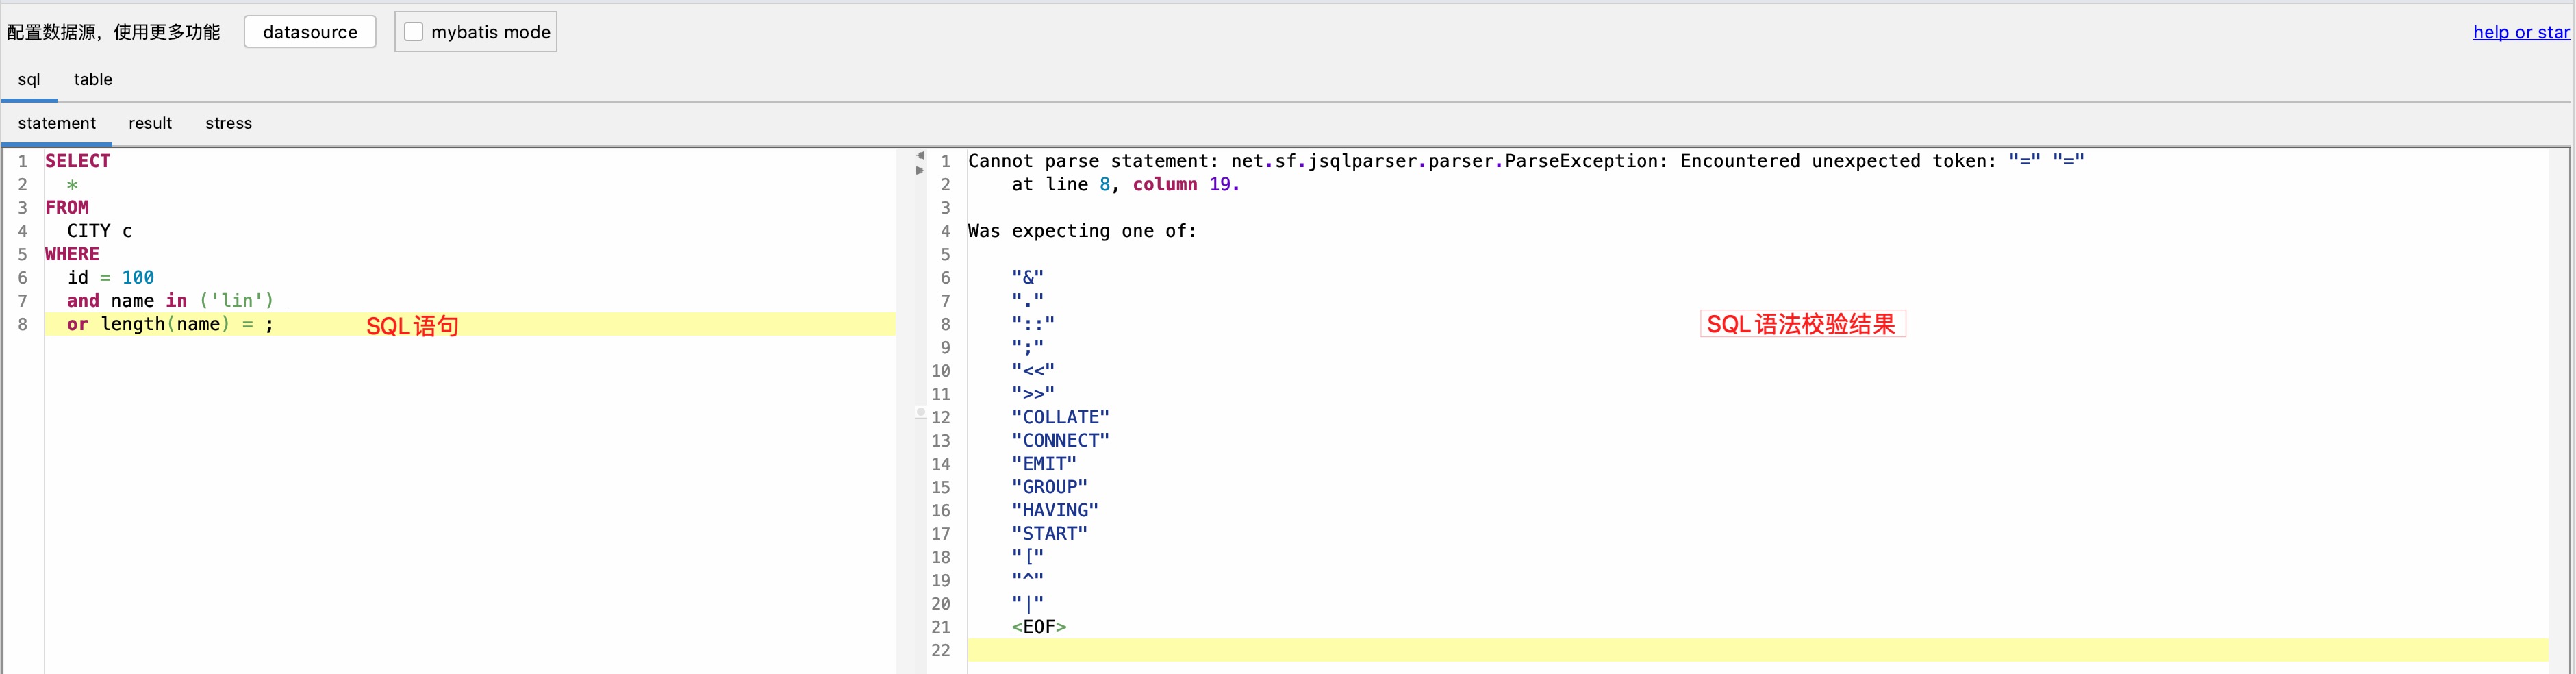 配置数据源，使用更多功能 datasource mybatis mode help or star
sql table
statement result stress
1 SELECT
2 *
3 FROM
4 CITY c
5 WHERE
6 id = 100
7 and name in ('lin')
8 or length(name) = ; SQL语句
1 Cannot parse statement: net.sf.jsqlparser.parser.ParseException: Encountered unexpected token: "=" "="
2 at line 8, column 19.
3
4 Was expecting one of:
5
6 "&"
7 "."
8 "::" SQL语法校验结果
9 ";"
10 "<<"
11 ">>"
12 "COLLATE"
13 "CONNECT"
14 "EMIT"
15 "GROUP"
16 "HAVING"
17 "START"
18 "["
19 "^"
20 "|"
21 <EOF>
22